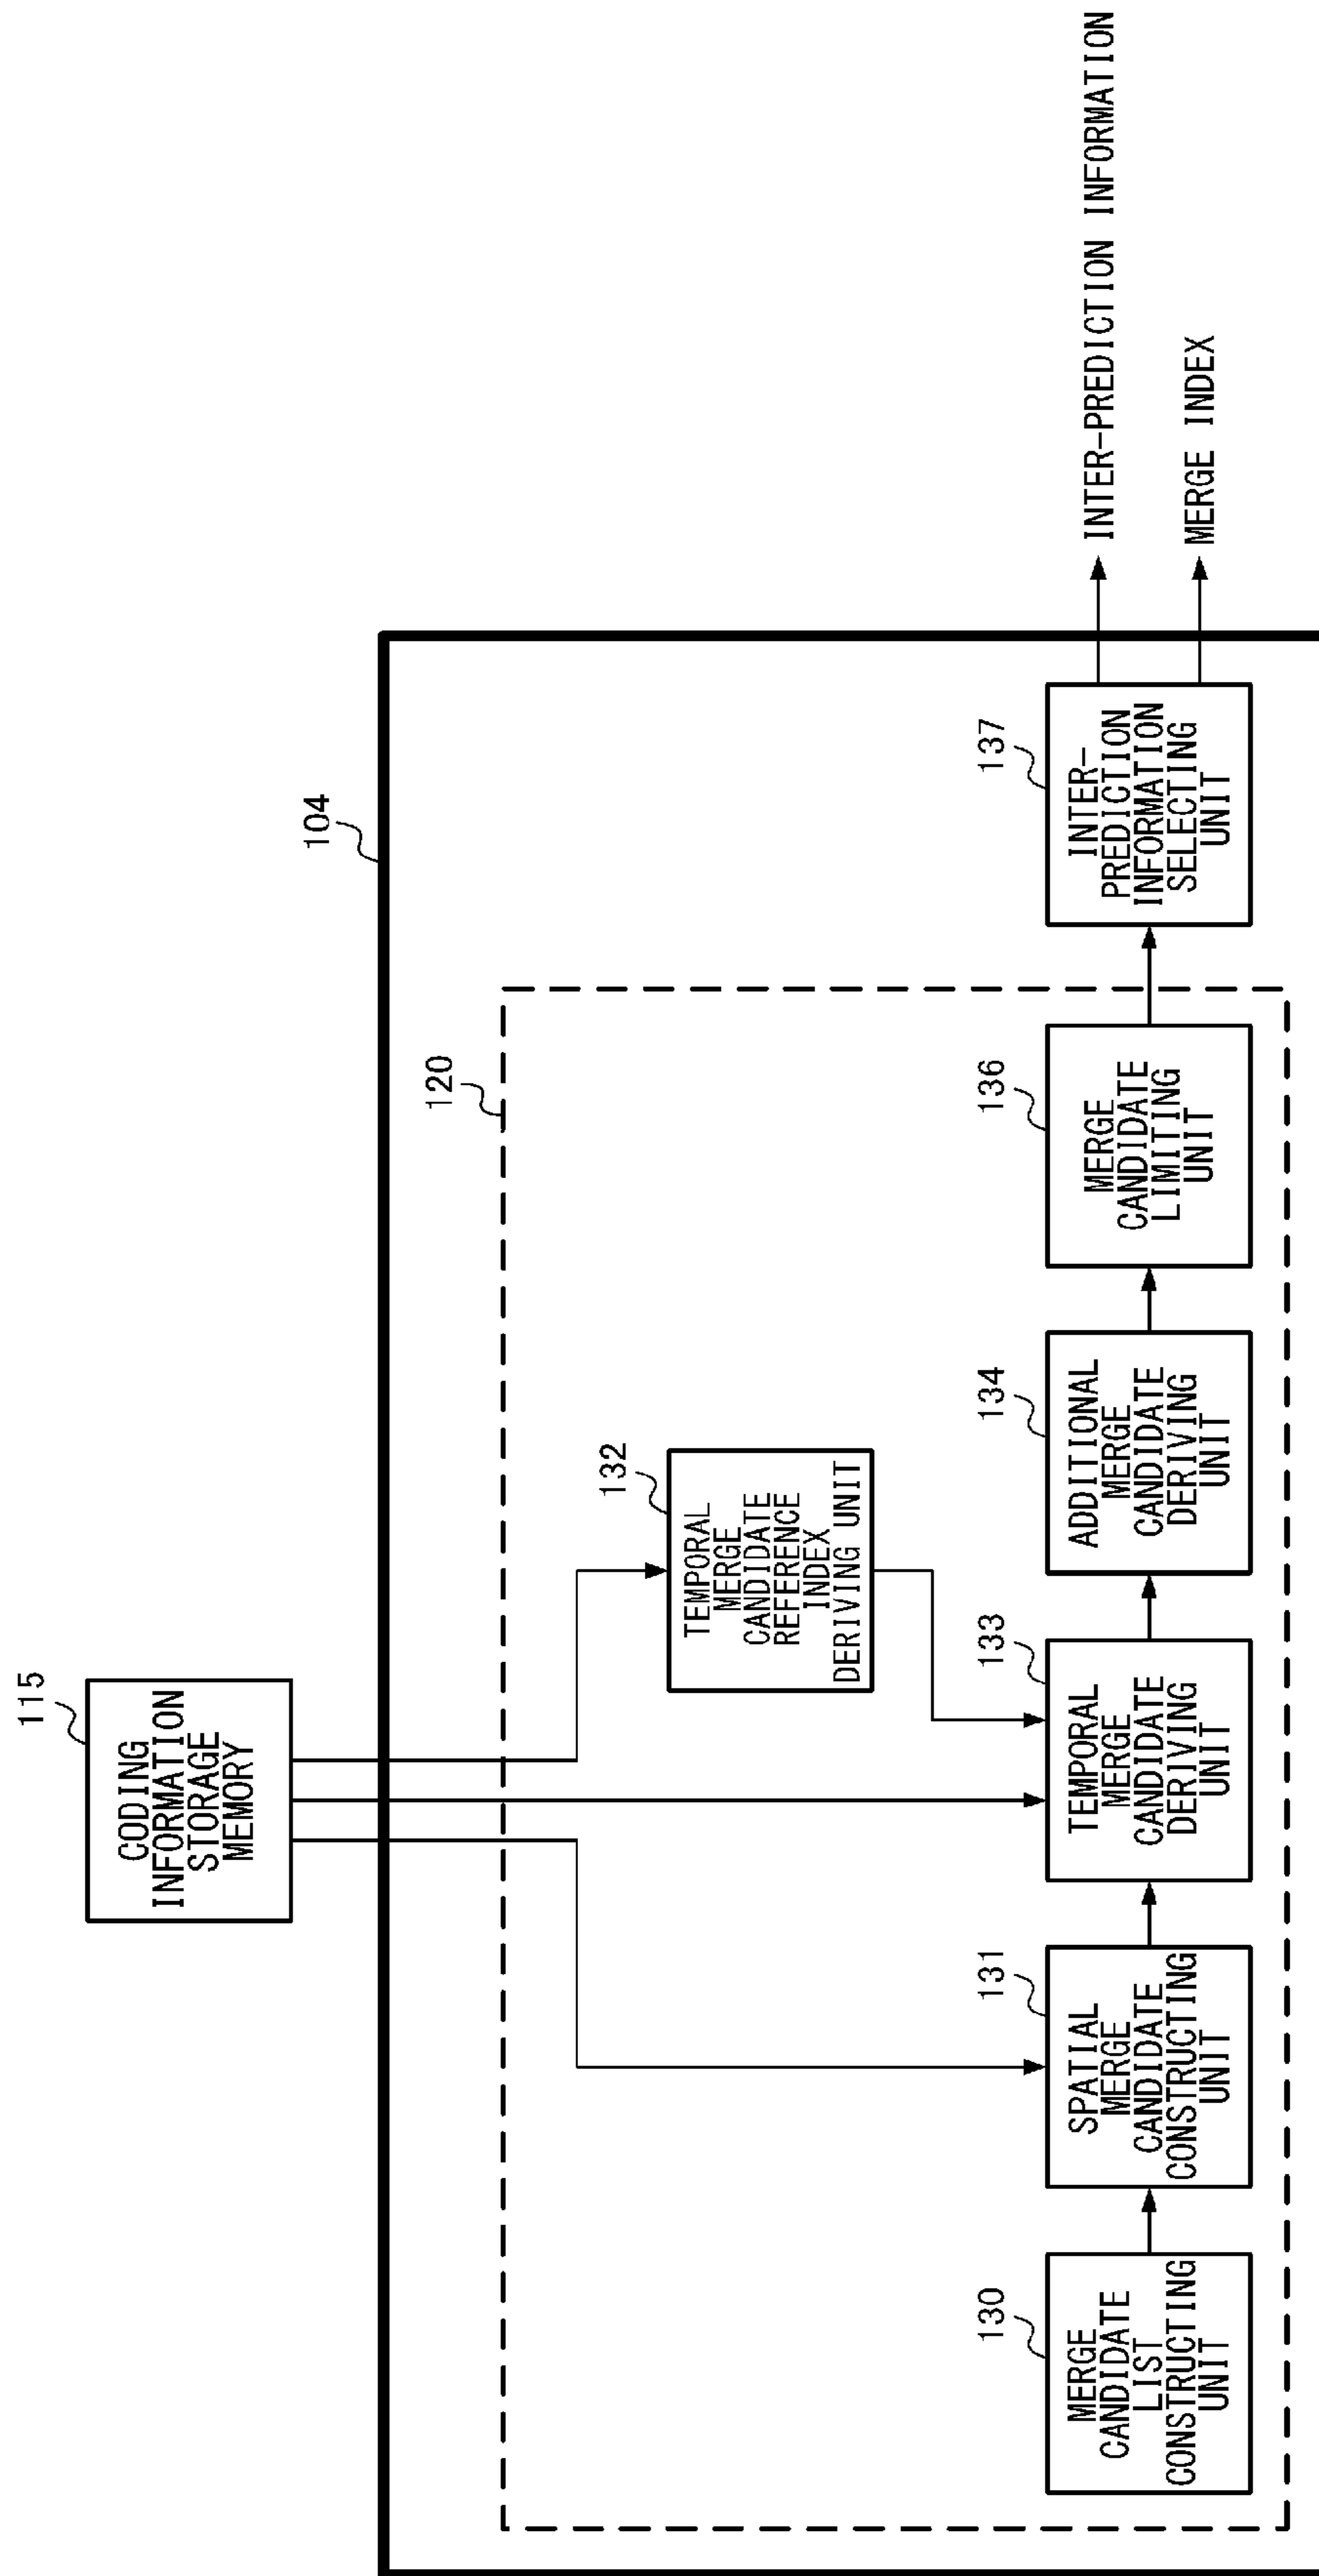 115
CODING
INFORMATION
STORAGE
MEMORY
104
120
132
TEMPORAL
MERGE
CANDIDATE
REFERENCE
INDEX
DERIVING UNIT
130
MERGE
CANDIDATE
LIST
CONSTRUCTING
UNIT
131
SPATIAL
MERGE
CANDIDATE
CONSTRUCTING
UNIT
133
TEMPORAL
MERGE
CANDIDATE
DERIVING
UNIT
134
ADDITIONAL
MERGE
CANDIDATE
DERIVING
UNIT
136
MERGE
CANDIDATE
LIMITING
UNIT
137
INTER-
PREDICTION
INFORMATION
SELECTING
UNIT
INTER-PREDICTION INFORMATION
MERGE INDEX